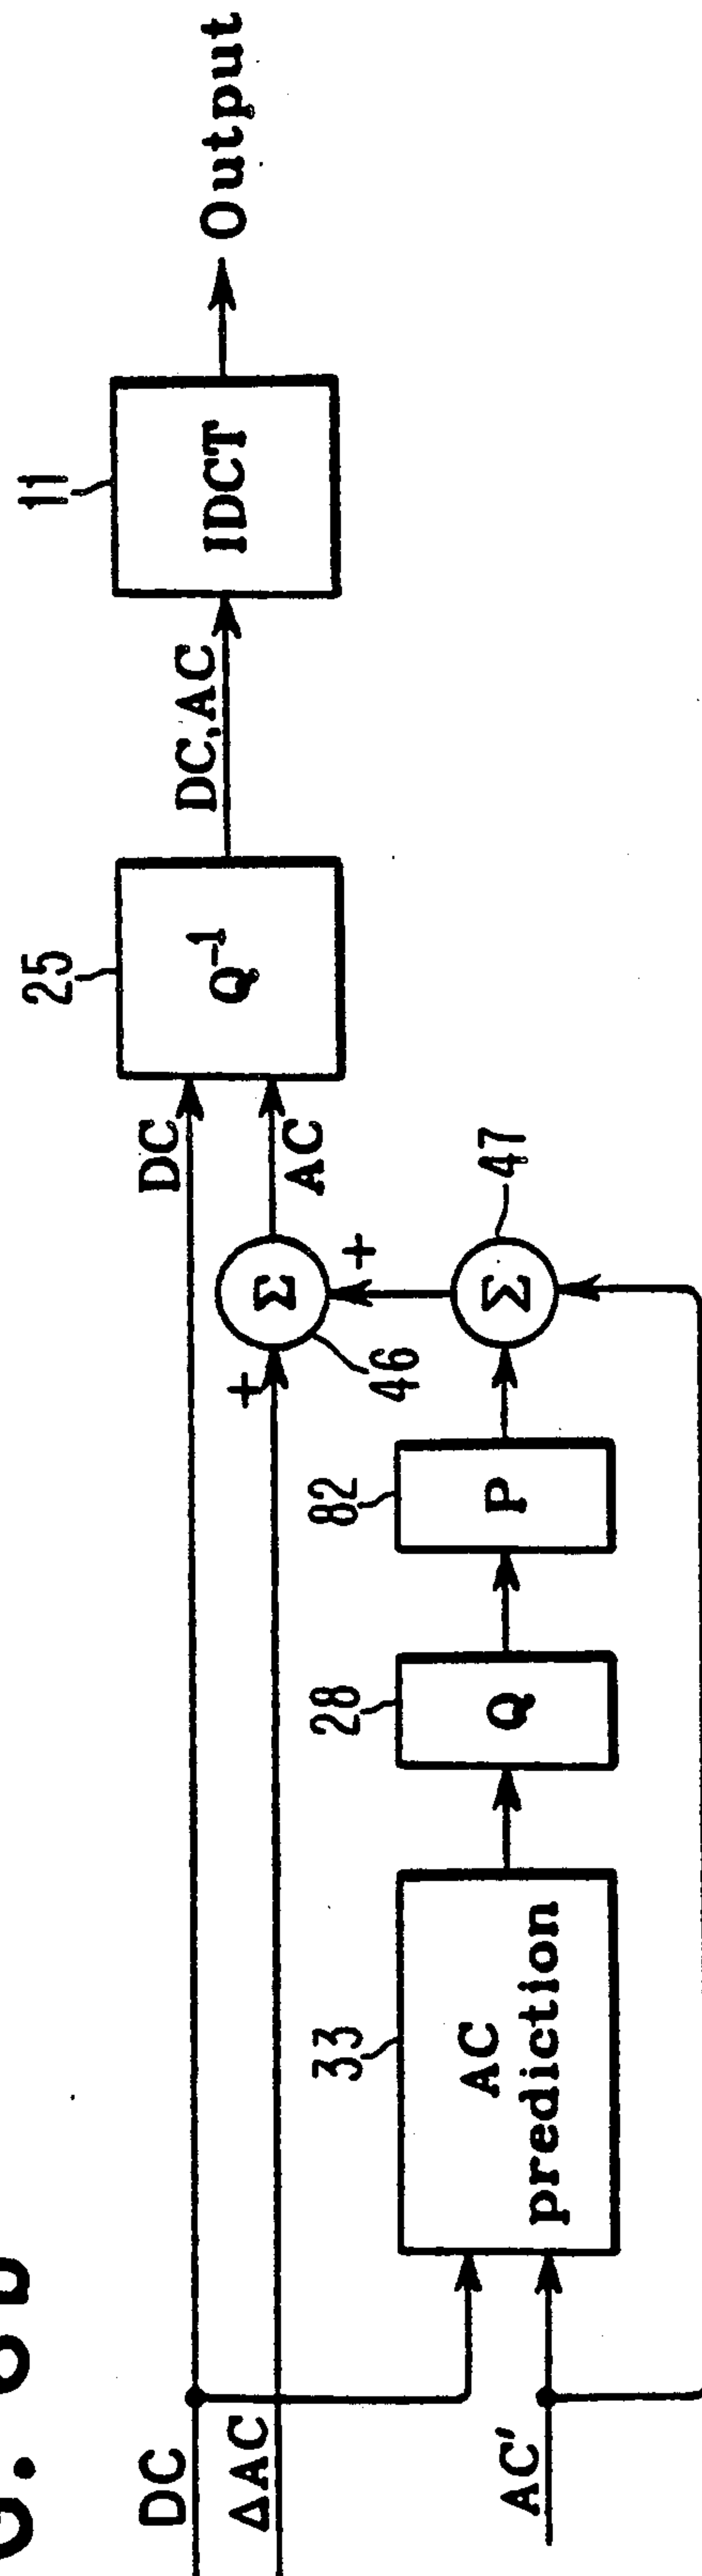 G. 8B
DC
ΔAC
AC'
33
AC
prediction
28
Q
82
P
47
Σ
46
Σ
+
+
DC
AC
25
Q⁻¹
DC,AC
11
IDCT
Output